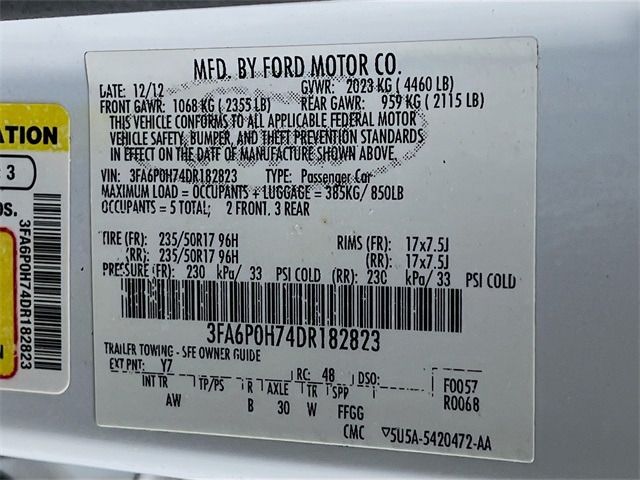 MFD. BY FORD MOTOR CO.
DATE: 12/12 GVWR: 2023 KG ( 4460 LB)
FRONT GAWR: 1068 KG ( 2355 LB) REAR GAWR: 959 KG ( 2115 LB)
THIS VEHICLE CONFORMS TO ALL APPLICABLE FEDERAL MOTOR
VEHICLE SAFETY, BUMPER, AND THEFT PREVENTION STANDARDS
IN EFFECT ON THE DATE OF MANUFACTURE SHOWN ABOVE.
VIN: 3FA6P0H74DR182823 TYPE: Passenger Car
MAXIMUM LOAD = OCCUPANTS + LUGGAGE = 385KG/ 850LB
OCCUPANTS = 5 TOTAL; 2 FRONT, 3 REAR
TIRE (FR): 235/50R17 96H RIMS (FR): 17x7.5J
(RR): 235/50R17 96H (RR): 17x7.5J
PRESSURE (FR): 230 kPa/ 33 PSI COLD (RR): 230 kPa/ 33 PSI COLD
3FA6P0H74DR182823
TRAILER TOWING - SEE OWNER GUIDE
EXT PNT: Y7 RC: 48 DSO: F0057
INT TR TP/PS R AXLE TR SPR R0068
AW B 30 W FFGG
CMC ▽5U5A-5420472-AA
ATION
3
OS.
3FA6P0H74DR182823